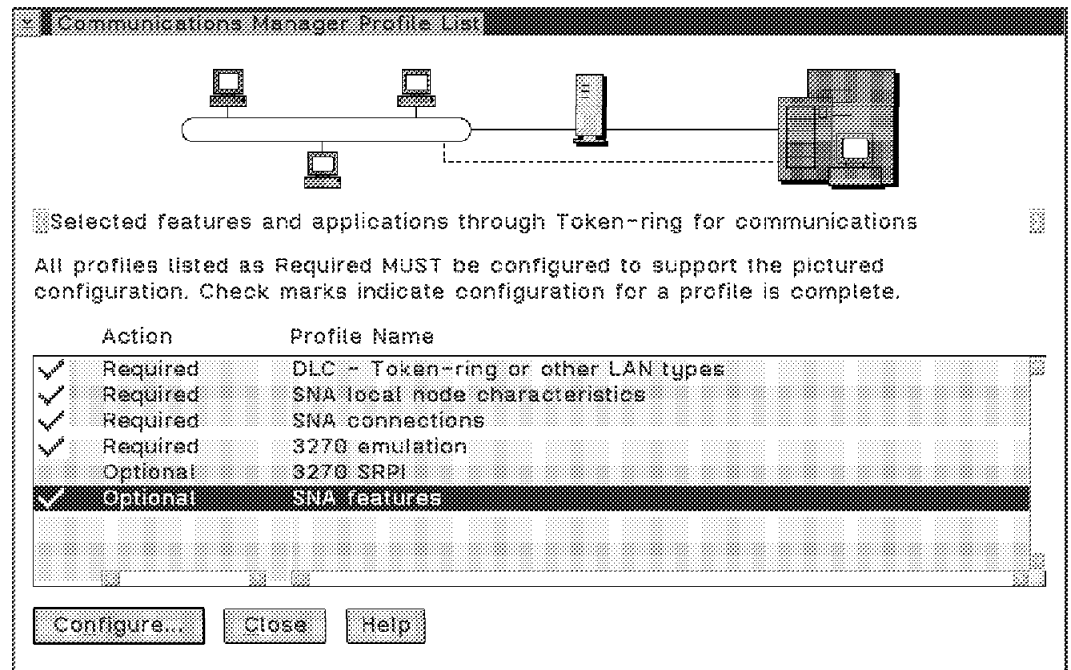 Communications Manager Profile List
Selected features and applications through Token-ring for communications
All profiles listed as Required MUST be configured to support the pictured
configuration. Check marks indicate configuration for a profile is complete.
Action Profile Name
Required DLC - Token-ring or other LAN types
Required SNA local node characteristics
Required SNA connections
Required 3270 emulation
Optional 3270 SRPI
Optional SNA features
Configure... Close Help